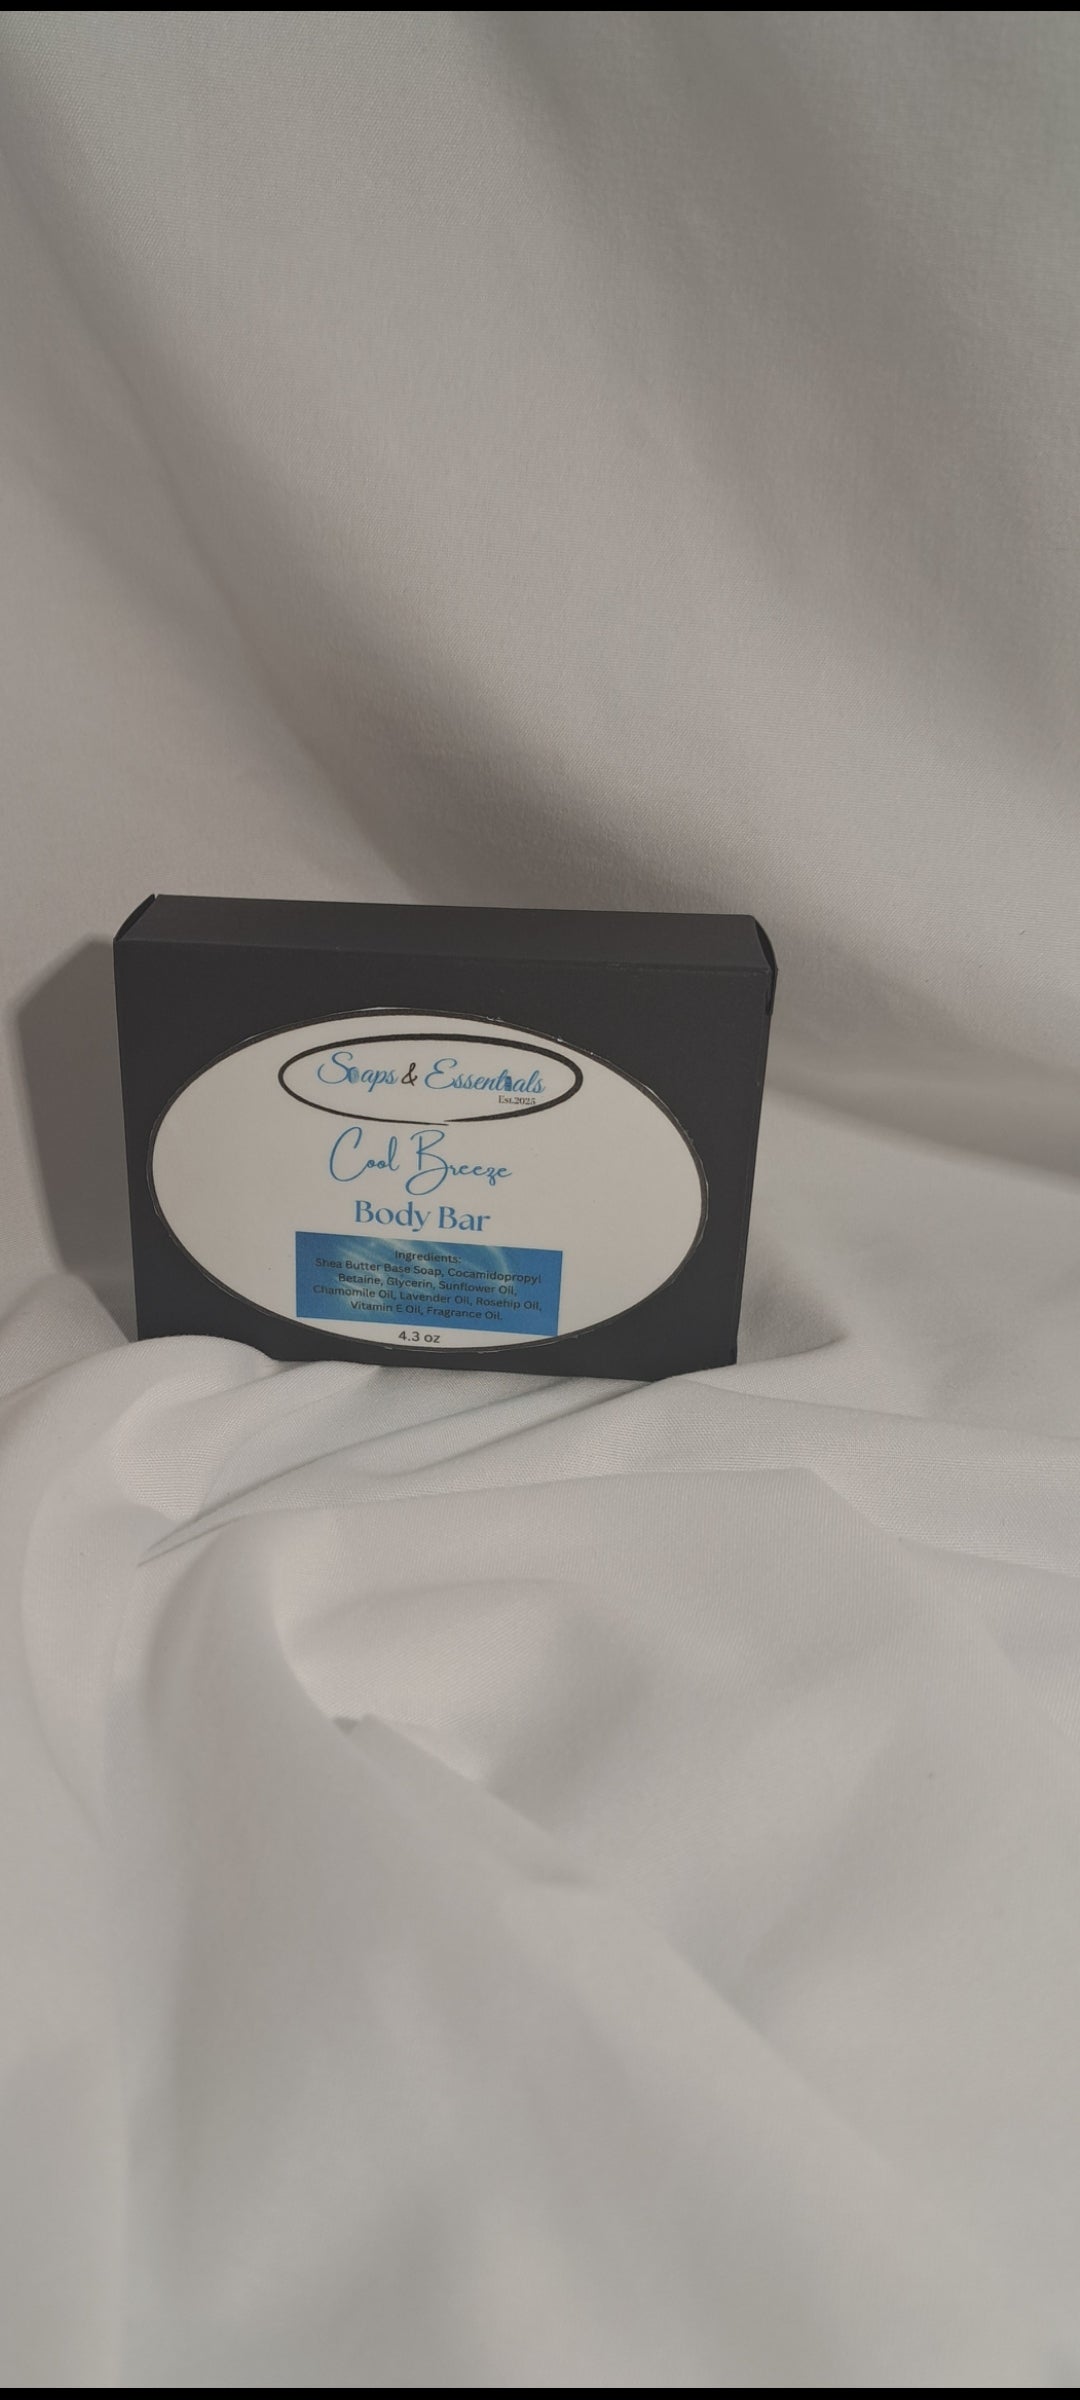 Soaps & Essentials
Est.2025
Cool Breeze
Body Bar
Ingredients:
Shea Butter Base Soap, Cocamidopropyl
Betaine, Glycerin, Sunflower Oil,
Chamomile Oil, Lavender Oil, Rosehip Oil,
Vitamin E Oil, Fragrance Oil.
4.3 oz